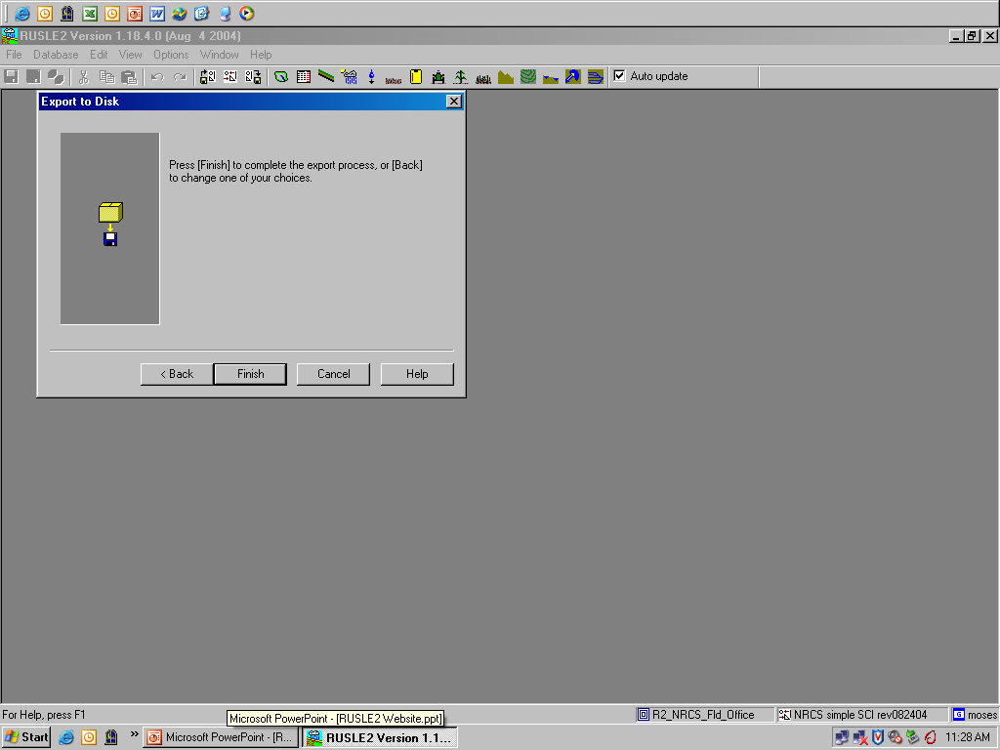 RUSLE2 Version 1.18.4.0 (Aug  4 2004)
File Database Edit View Options Window Help
Auto update
Export to Disk
Press [Finish] to complete the export process, or [Back]
to change one of your choices.
< Back Finish Cancel Help
For Help, press F1
R2_NRCS_Fld_Office
NRCS simple SCI rev082404
moses
Microsoft PowerPoint - [RUSLE2 Website.ppt]
Start
Microsoft PowerPoint - [R...
RUSLE2 Version 1.1...
11:28 AM